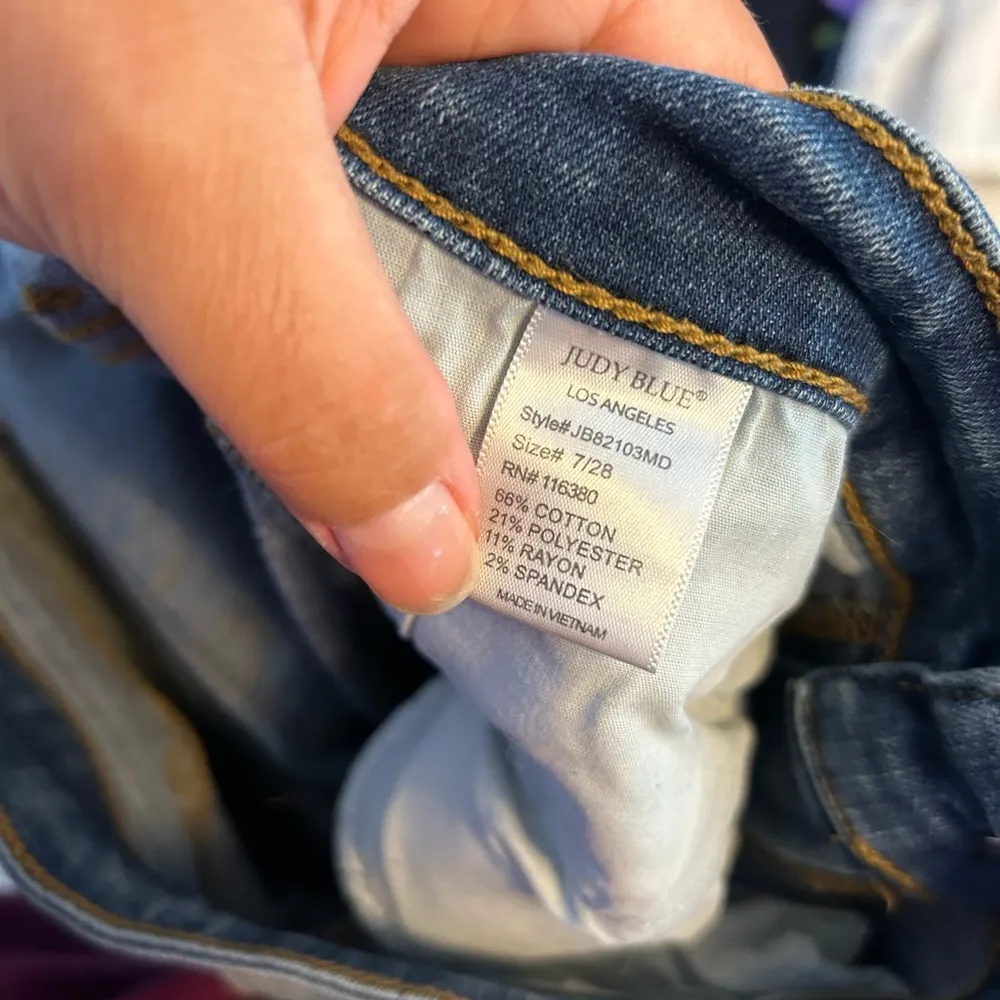 JUDY BLUE®
LOS ANGELES
Style#JB82103MD
Size# 7/28
RN# 116380
66% COTTON
21% POLYESTER
11% RAYON
2% SPANDEX
MADE IN VIETNAM